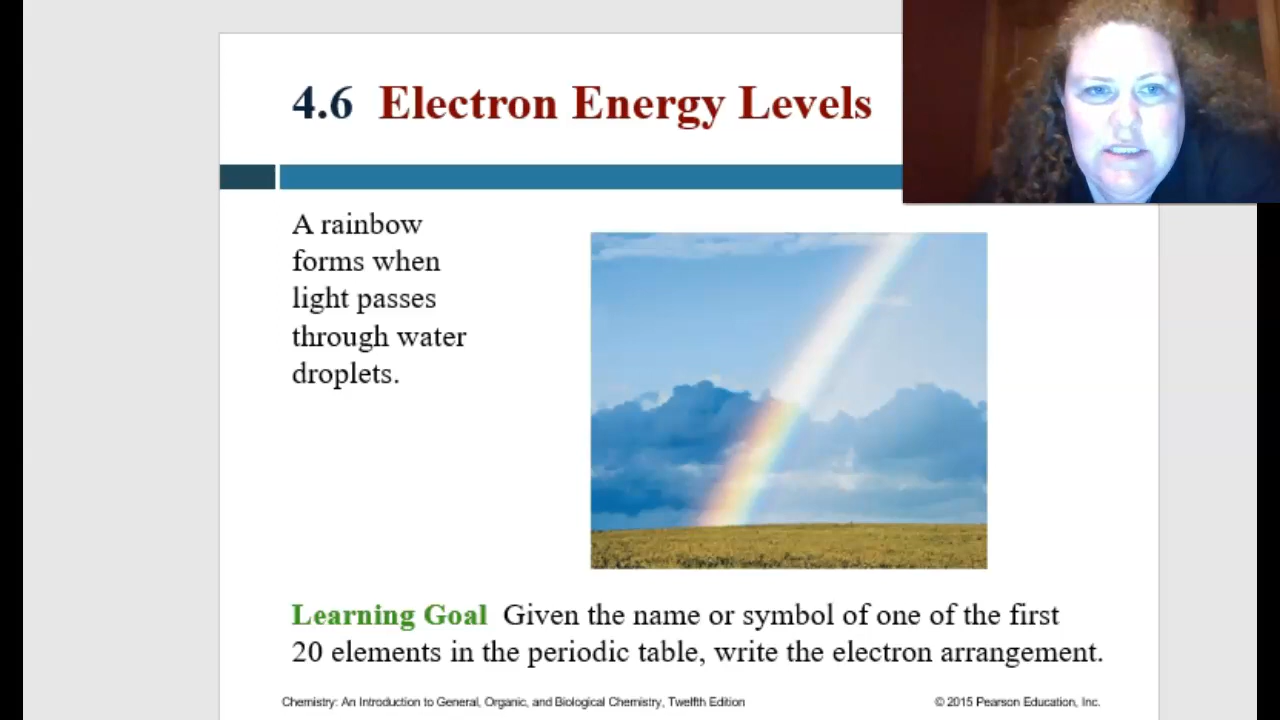 4.6 Electron Energy Levels
A rainbow
forms when
light passes
through water
droplets.
Learning Goal Given the name or symbol of one of the first
20 elements in the periodic table, write the electron arrangement.
Chemistry: An Introduction to General, Organic, and Biological Chemistry, Twelfth Edition
© 2015 Pearson Education, Inc.